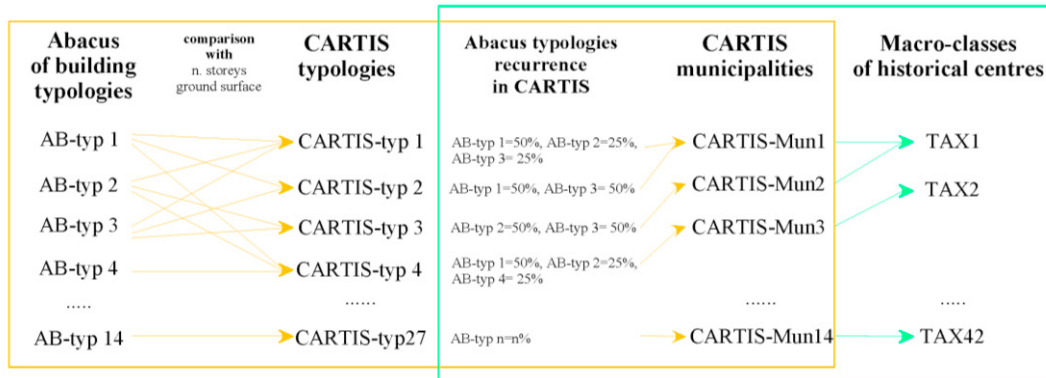 Abacus
of building
typologies
comparison
with
n. storeys
ground surface
CARTIS
typologies
Abacus typologies
recurrence
in CARTIS
CARTIS
municipalities
Macro-classes
of historical centres
AB-typ 1
AB-typ 2
AB-typ 3
AB-typ 4
.....
AB-typ 14
CARTIS-typ 1
CARTIS-typ 2
CARTIS-typ 3
CARTIS-typ 4
......
CARTIS-typ27
AB-typ 1=50%, AB-typ 2=25%,
AB-typ 3= 25%
AB-typ 1=50%, AB-typ 3= 50%
AB-typ 2=50%, AB-typ 3= 50%
AB-typ 1=50%, AB-typ 2=25%,
AB-typ 4= 25%
AB-typ n=n%
CARTIS-Mun1
CARTIS-Mun2
CARTIS-Mun3
......
CARTIS-Mun14
TAX1
TAX2
.....
TAX42